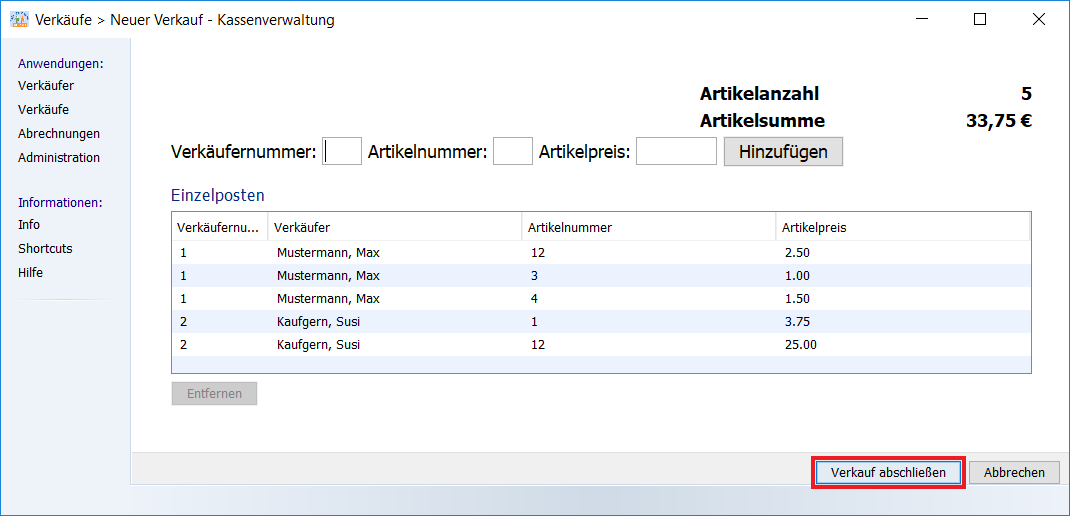 Verkäufe > Neuer Verkauf - Kassenverwaltung
Anwendungen:
Verkäufer
Verkäufe
Abrechnungen
Administration
Informationen:
Info
Shortcuts
Hilfe
Artikelanzahl 5
Artikelsumme 33,75 €
Verkäufernummer: Artikelnummer: Artikelpreis: Hinzufügen
Einzelposten
Verkäufernu... Verkäufer Artikelnummer Artikelpreis
1 Mustermann, Max 12 2.50
1 Mustermann, Max 3 1.00
1 Mustermann, Max 4 1.50
2 Kaufgern, Susi 1 3.75
2 Kaufgern, Susi 12 25.00
Entfernen
Verkauf abschließen Abbrechen